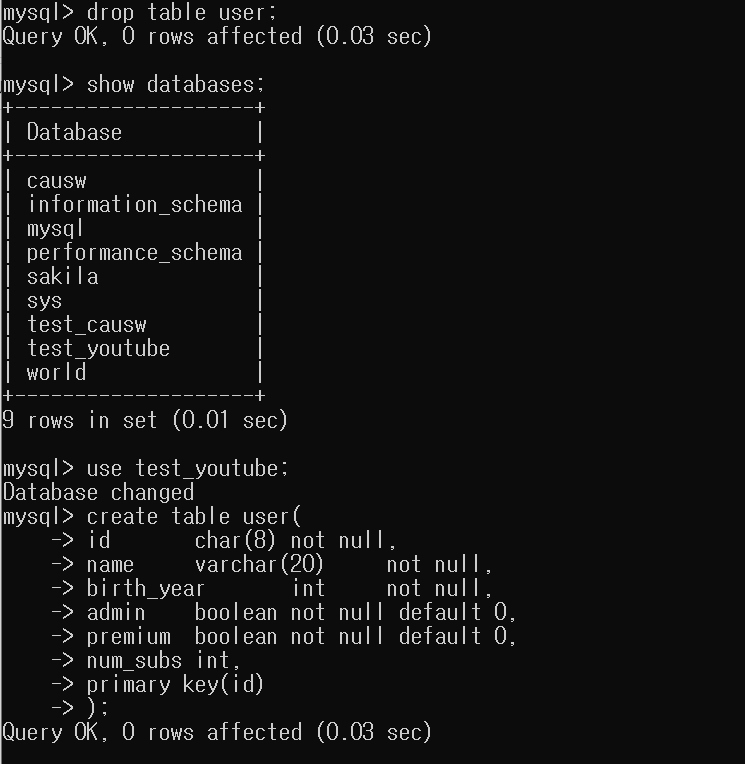 mysql> drop table user;
Query OK, 0 rows affected (0.03 sec)
mysql> show databases;
+--------------------+
| Database           |
+--------------------+
| causw              |
| information_schema |
| mysql              |
| performance_schema |
| sakila             |
| sys                |
| test_causw         |
| test_youtube       |
| world              |
+--------------------+
9 rows in set (0.01 sec)
mysql> use test_youtube;
Database changed
mysql> create table user(
    -> id       char(8) not null,
    -> name     varchar(20)     not null,
    -> birth_year       int     not null,
    -> admin    boolean not null default 0,
    -> premium  boolean not null default 0,
    -> num_subs int,
    -> primary key(id)
    -> );
Query OK, 0 rows affected (0.03 sec)